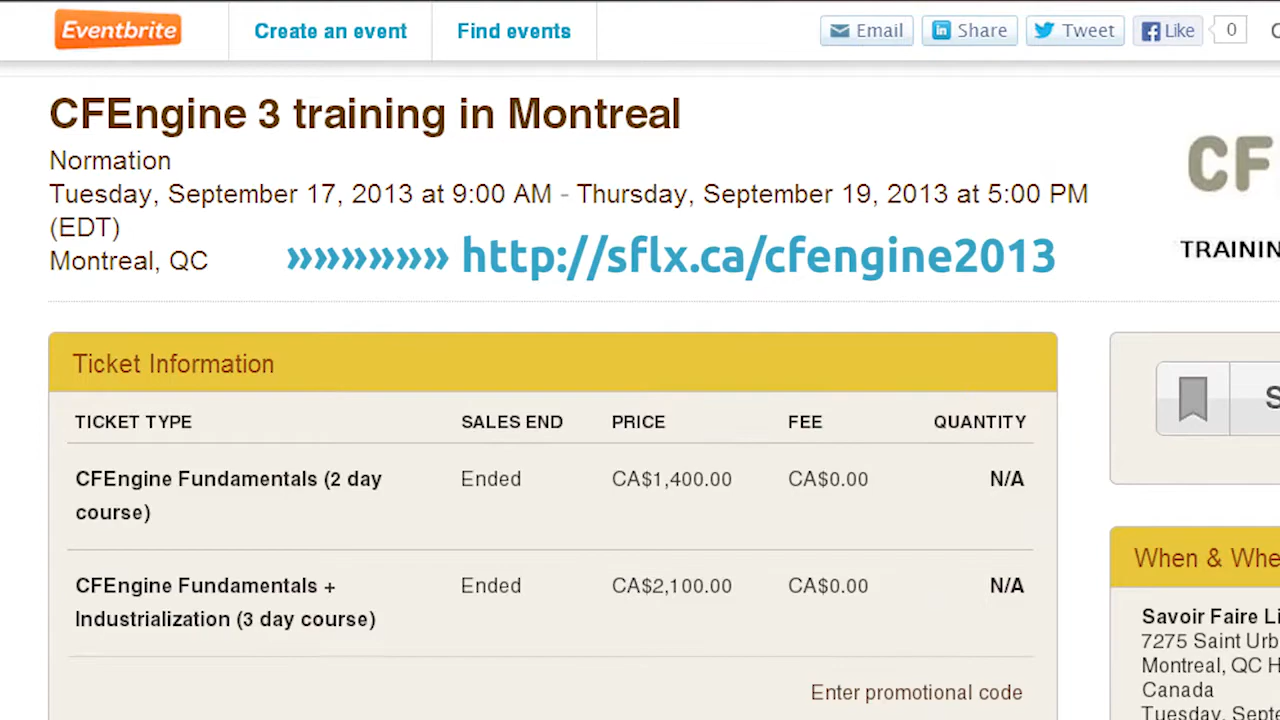 Eventbrite
Create an event
Find events
Email
Share
Tweet
Like
0
CFEngine 3 training in Montreal
Normation
Tuesday, September 17, 2013 at 9:00 AM - Thursday, September 19, 2013 at 5:00 PM
(EDT)
Montreal, QC
»»»»»» http://sflx.ca/cfengine2013
CF
TRAININ
Ticket Information
TICKET TYPE SALES END PRICE FEE QUANTITY
CFEngine Fundamentals (2 day
course)
Ended CA$1,400.00 CA$0.00 N/A
CFEngine Fundamentals +
Industrialization (3 day course)
Ended CA$2,100.00 CA$0.00 N/A
Enter promotional code
S
When & Whe
Savoir Faire Li
7275 Saint Urb
Montreal, QC H
Canada
Tuesday, Septe